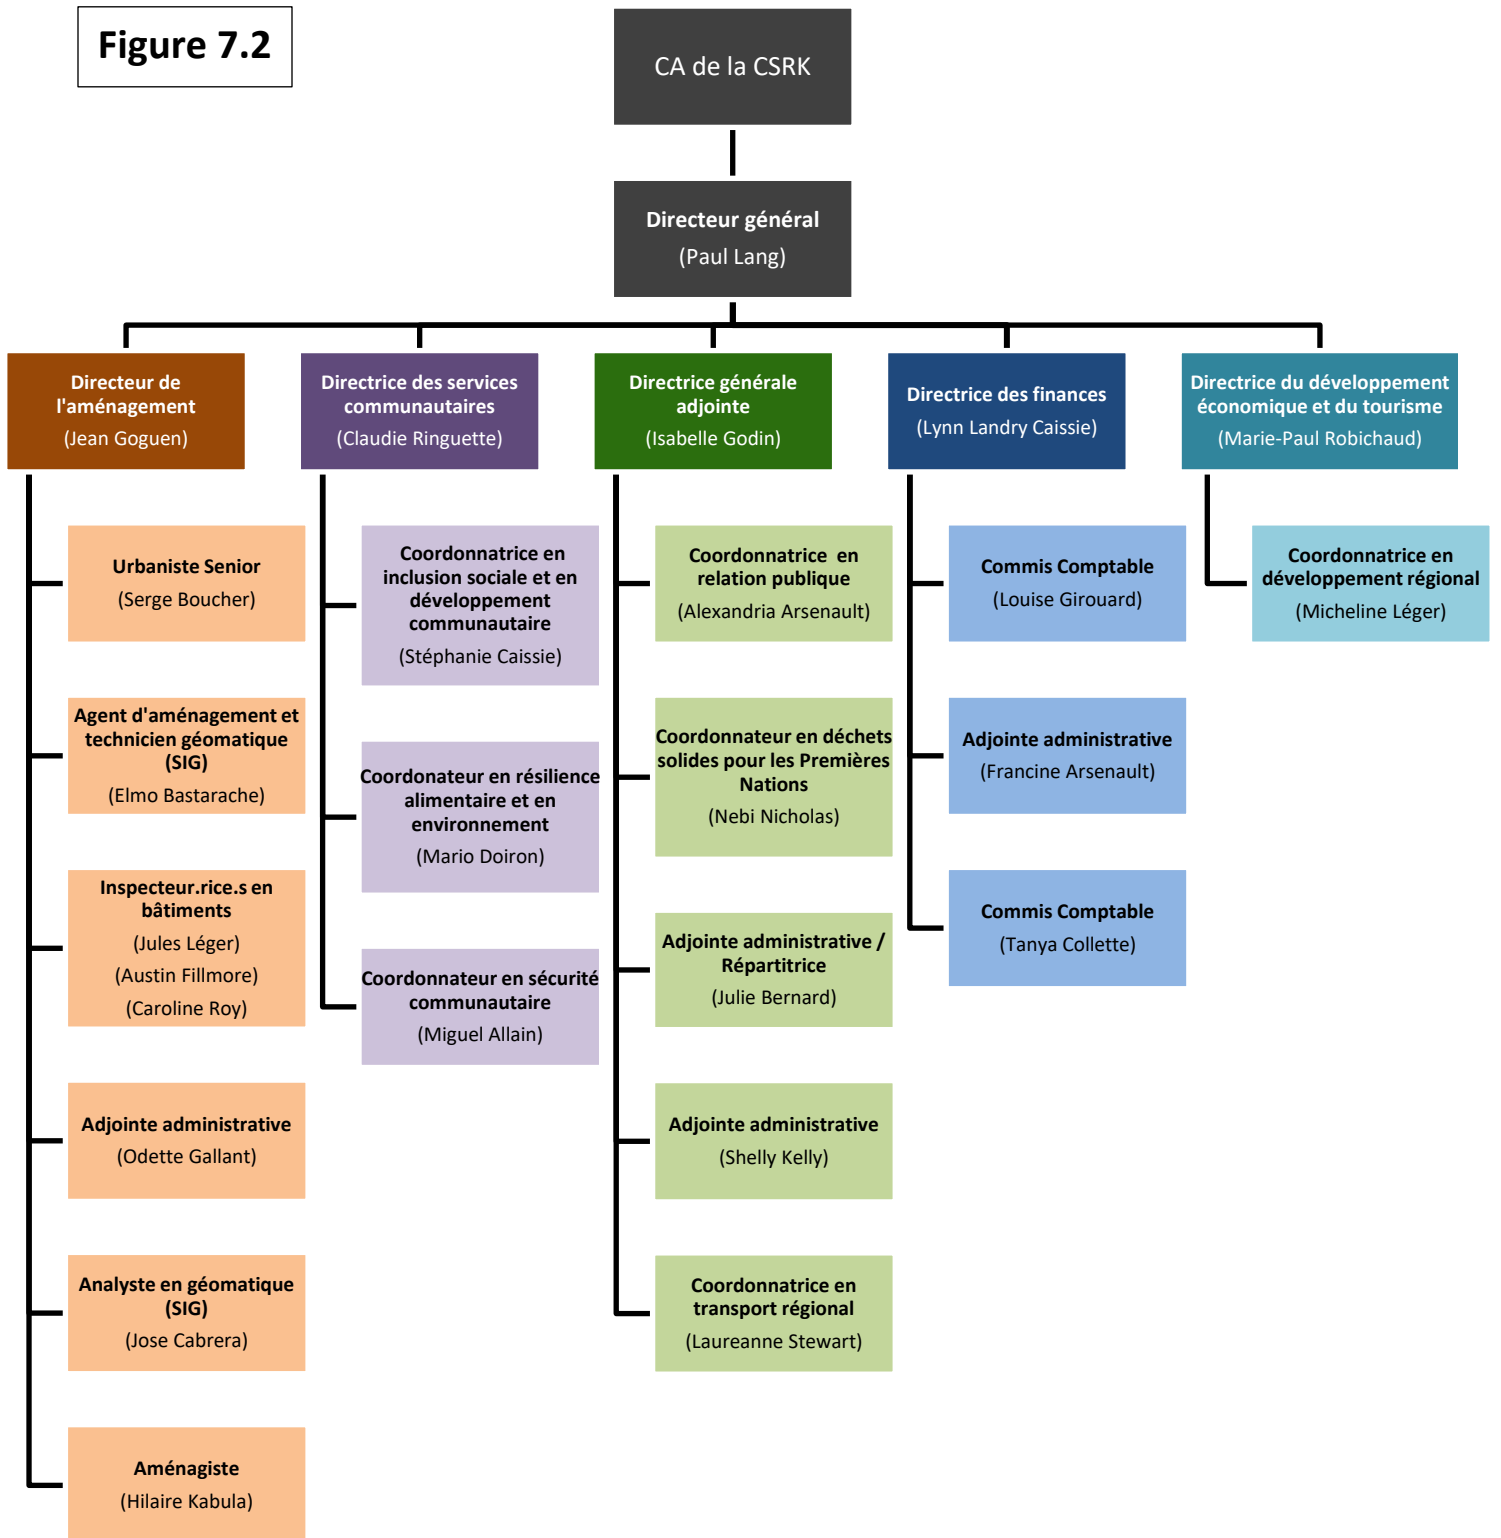 Figure 7.2
CA de la CSRK
Directeur général
(Paul Lang)
Directeur de
l'aménagement
(Jean Goguen)
Urbaniste Senior
(Serge Boucher)
Agent d'aménagement et
technicien géomatique
(SIG)
(Elmo Bastarache)
Inspecteur.rice.s en
bâtiments
(Jules Léger)
(Austin Fillmore)
(Caroline Roy)
Adjointe administrative
(Odette Gallant)
Analyste en géomatique
(SIG)
(Jose Cabrera)
Aménagiste
(Hilaire Kabula)
Directrice des services
communautaires
(Claudie Ringuette)
Coordonnatrice en
inclusion sociale et en
développement
communautaire
(Stéphanie Caissie)
Coordonateur en résilience
alimentaire et en
environnement
(Mario Doiron)
Coordonnateur en sécurité
communautaire
(Miguel Allain)
Directrice générale
adjointe
(Isabelle Godin)
Coordonnatrice en
relation publique
(Alexandria Arsenault)
Coordonnateur en déchets
solides pour les Premières
Nations
(Nebi Nicholas)
Adjointe administrative /
Répartitrice
(Julie Bernard)
Adjointe administrative
(Shelly Kelly)
Coordonnatrice en
transport régional
(Laureanne Stewart)
Directrice des finances
(Lynn Landry Caissie)
Commis Comptable
(Louise Girouard)
Adjointe administrative
(Francine Arsenault)
Commis Comptable
(Tanya Collette)
Directrice du développement
économique et du tourisme
(Marie-Paul Robichaud)
Coordonnatrice en
développement régional
(Micheline Léger)